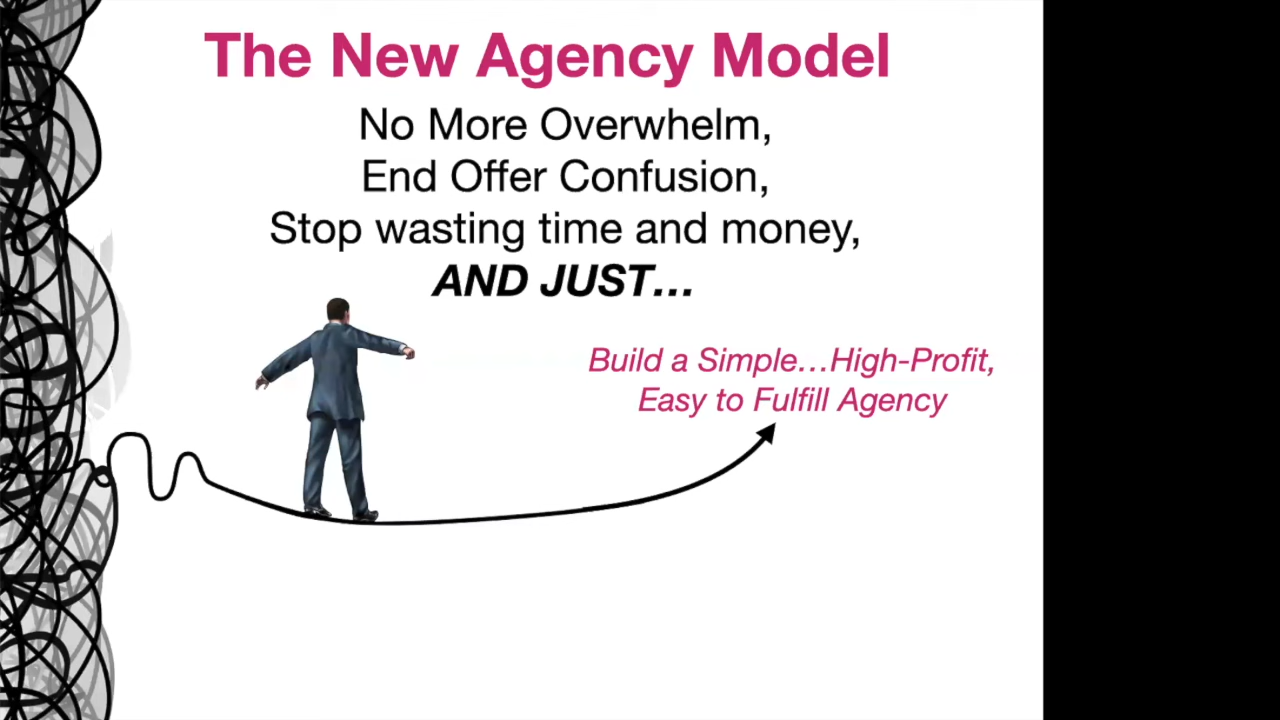 The New Agency Model
No More Overwhelm,
End Offer Confusion,
Stop wasting time and money,
AND JUST...
Build a Simple...High-Profit,
Easy to Fulfill Agency